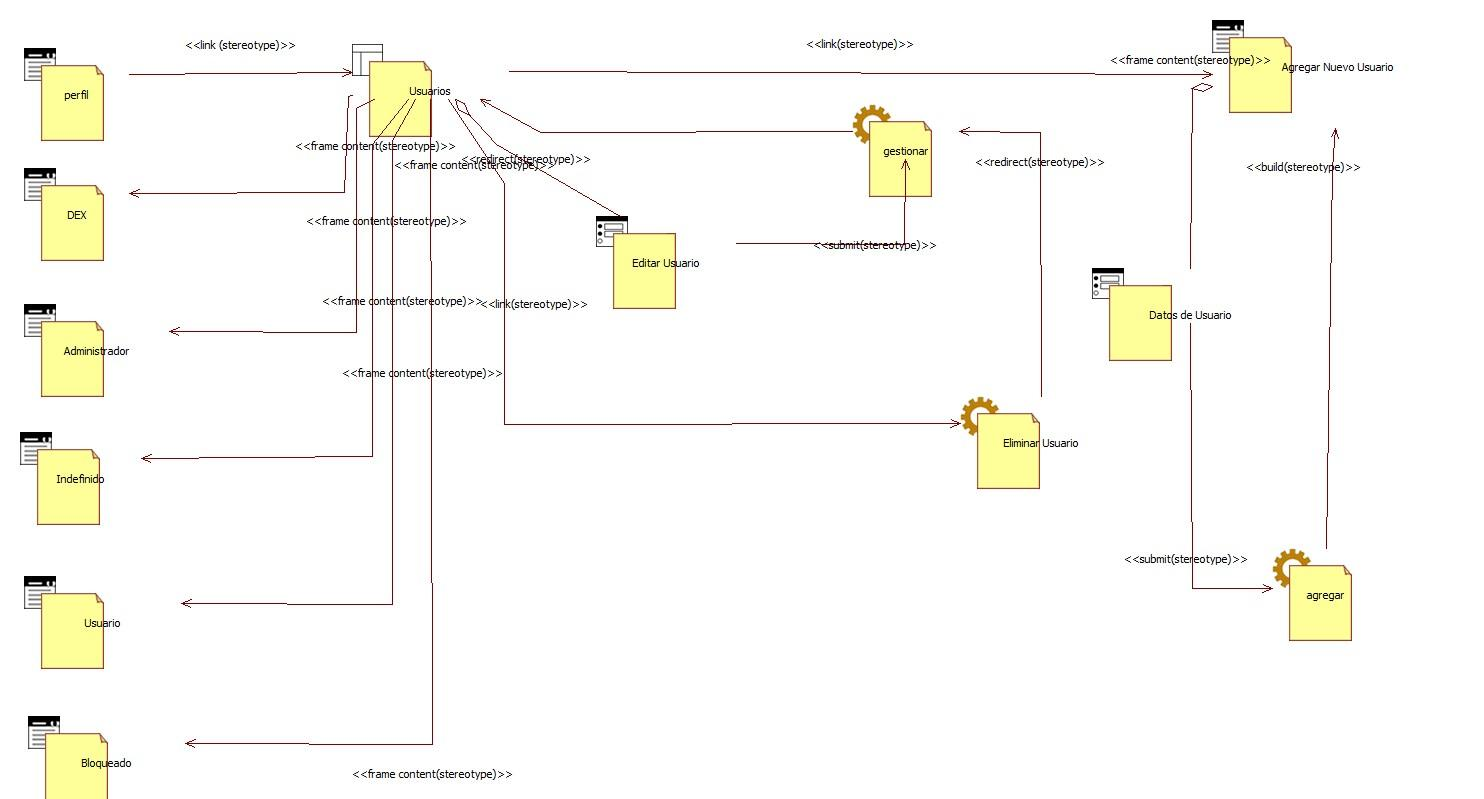 <<link (stereotype)>>
<<link(stereotype)>>
<<frame content(stereotype)>>
Agregar Nuevo Usuario
perfil
Usuarios
<<frame content(stereotype)>>
<<redirect(stereotype)>>
<<frame content(stereotype)>>
gestionar
<<redirect(stereotype)>>
<<build(stereotype)>>
DEX
<<frame content(stereotype)>>
<<submit(stereotype)>>
Editar Usuario
<<frame content(stereotype)>>
<<link(stereotype)>>
Datos de Usuario
Administrador
<<frame content(stereotype)>>
Eliminar Usuario
Indefinido
<<submit(stereotype)>>
agregar
Usuario
Bloqueado
<<frame content(stereotype)>>